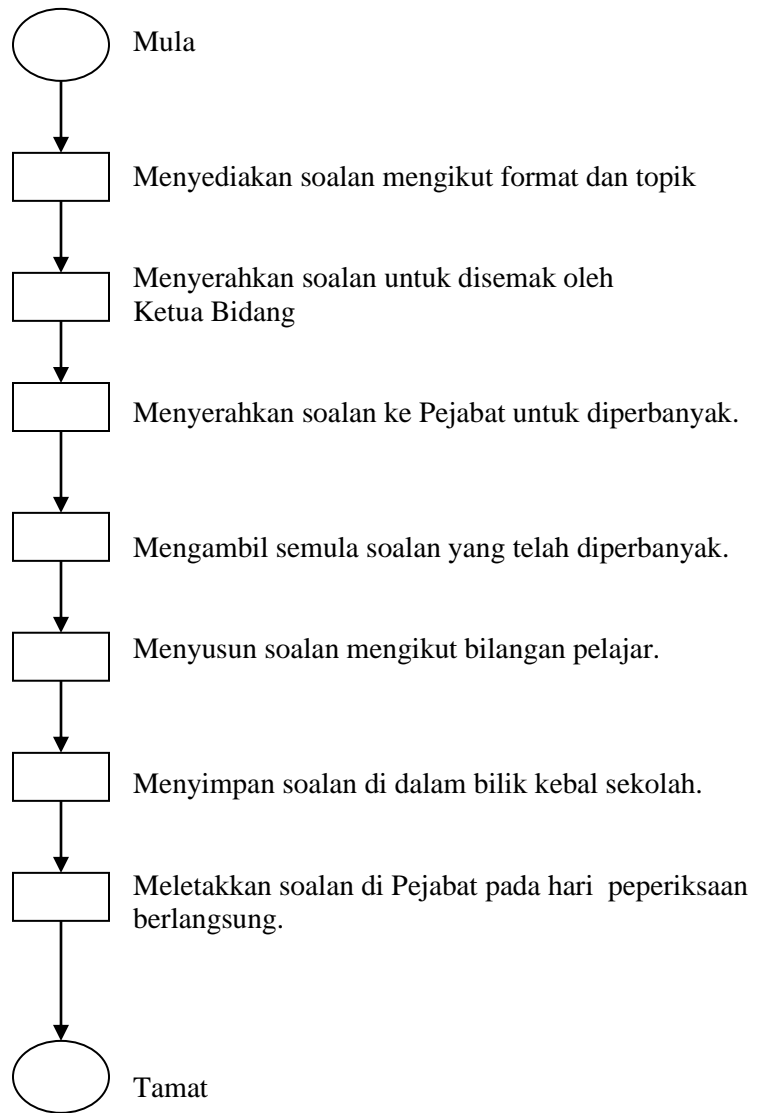 Mula
Menyediakan soalan mengikut format dan topik
Menyerahkan soalan untuk disemak oleh
Ketua Bidang
Menyerahkan soalan ke Pejabat untuk diperbanyak.
Mengambil semula soalan yang telah diperbanyak.
Menyusun soalan mengikut bilangan pelajar.
Menyimpan soalan di dalam bilik kebal sekolah.
Meletakkan soalan di Pejabat pada hari  peperiksaan
berlangsung.
Tamat